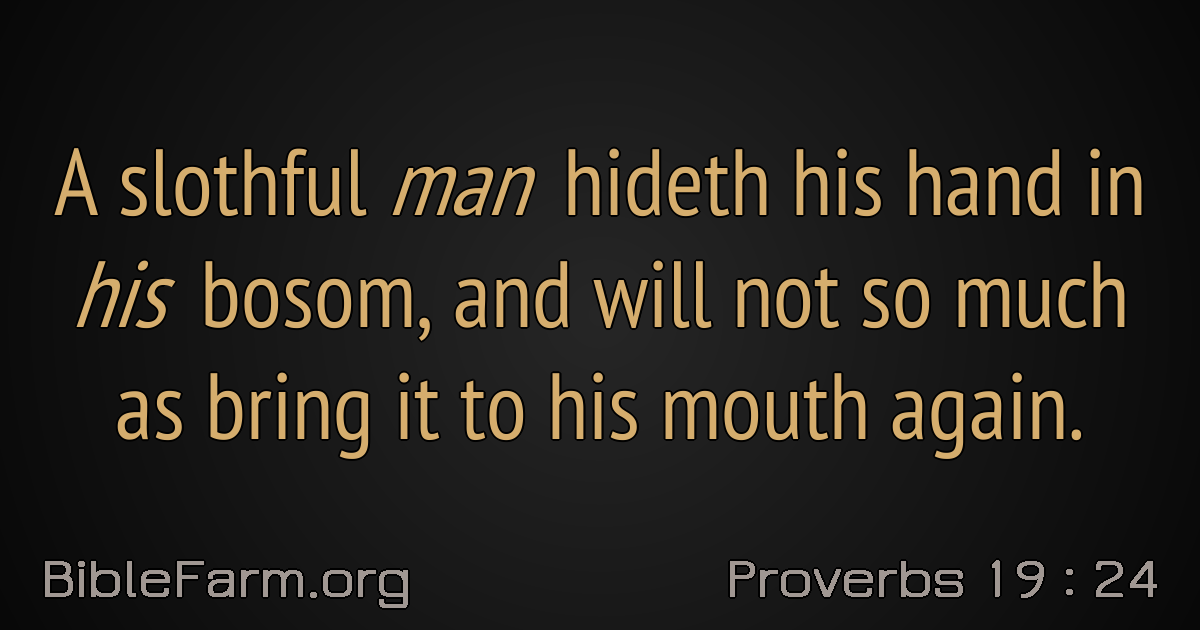 A slothful man hideth his hand in
his bosom, and will not so much
as bring it to his mouth again.
BibleFarm.org
Proverbs 19 : 24